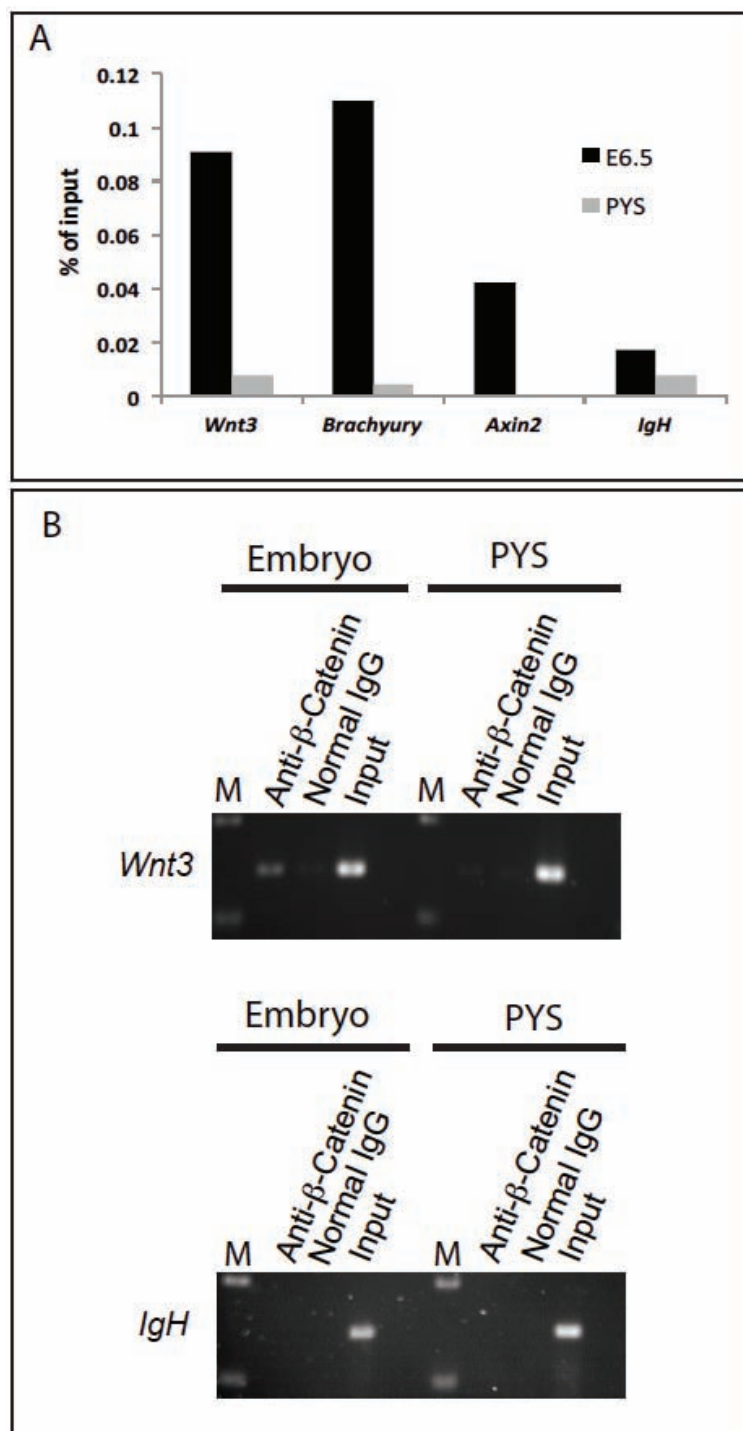 A
0.12
0.1
0.08
0.06
0.04
0.02
0
% of input
E6.5
PYS
Wnt3 Brachyury Axin2 IgH
B
Embryo PYS
M Anti-β-Catenin Normal IgG Input M Anti-β-Catenin Normal IgG Input
Wnt3
Embryo PYS
M Anti-β-Catenin Normal IgG Input M Anti-β-Catenin Normal IgG Input
IgH